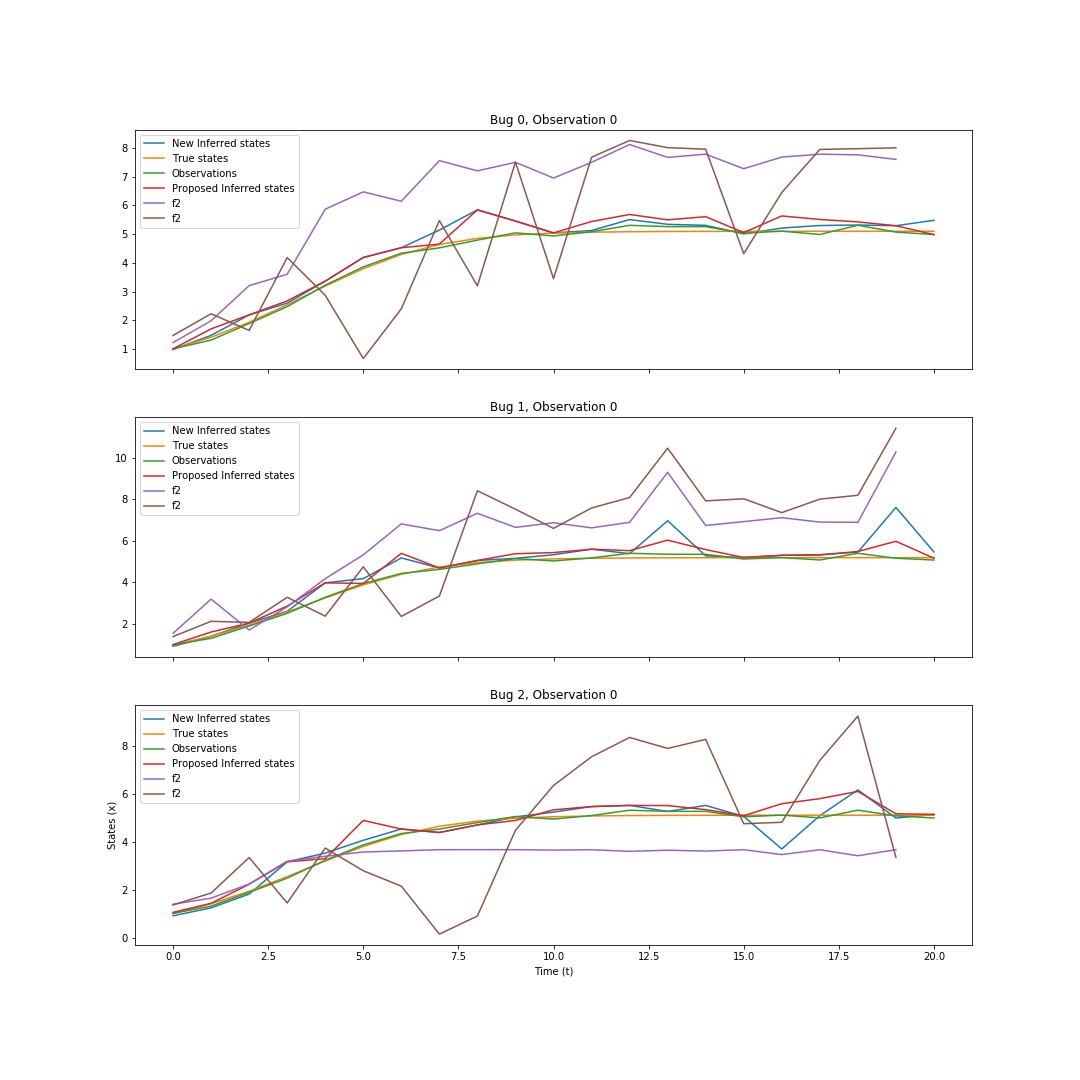 Bug 0, Observation 0
New Inferred states
True states
Observations
Proposed Inferred states
f2
f2
8
7
6
5
4
3
2
1
Bug 1, Observation 0
New Inferred states
True states
Observations
Proposed Inferred states
f2
f2
10
8
6
4
2
Bug 2, Observation 0
New Inferred states
True states
Observations
Proposed Inferred states
f2
f2
States (x)
8
6
4
2
0
0.0 2.5 5.0 7.5 10.0 12.5 15.0 17.5 20.0
Time (t)